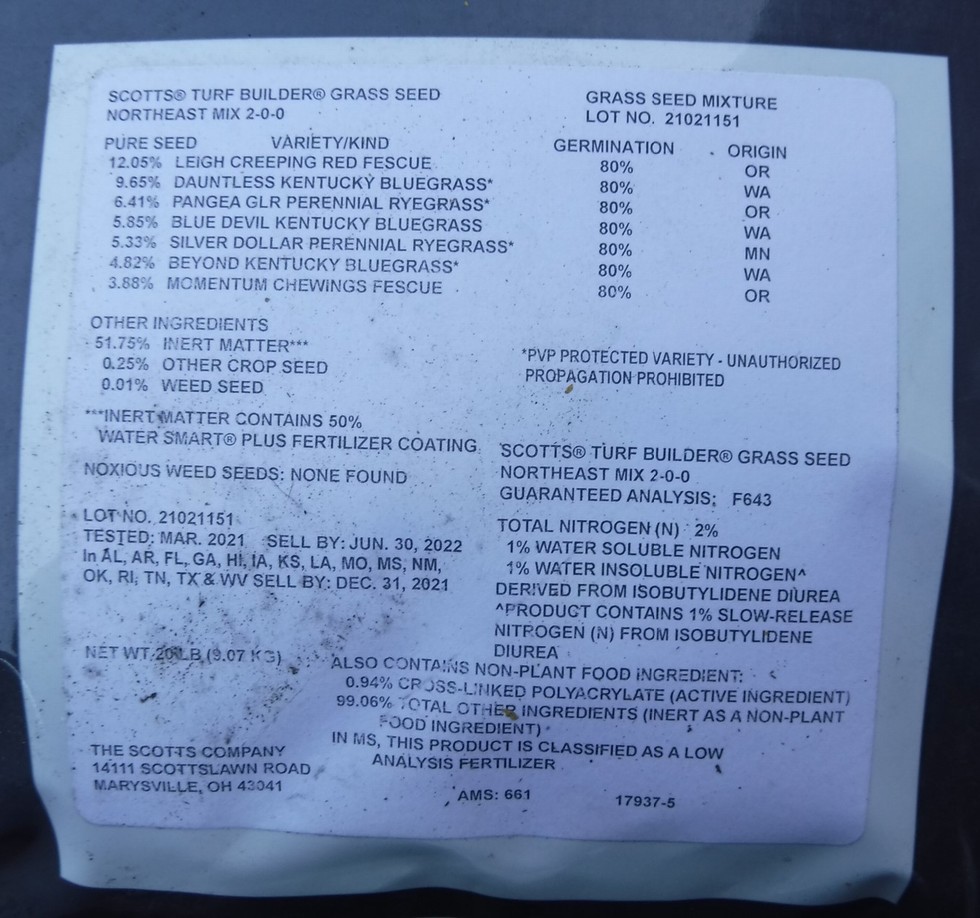 SCOTTS® TURF BUILDER® GRASS SEED
NORTHEAST MIX 2-0-0
GRASS SEED MIXTURE
LOT NO. 21021151
PURE SEED VARIETY/KIND GERMINATION ORIGIN
12.05% LEIGH CREEPING RED FESCUE 80% OR
9.65% DAUNTLESS KENTUCKY BLUEGRASS* 80% WA
6.41% PANGEA GLR PERENNIAL RYEGRASS* 80% OR
5.85% BLUE DEVIL KENTUCKY BLUEGRASS 80% WA
5.33% SILVER DOLLAR PERENNIAL RYEGRASS* 80% MN
4.82% BEYOND KENTUCKY BLUEGRASS* 80% WA
3.88% MOMENTUM CHEWINGS FESCUE 80% OR
OTHER INGREDIENTS
51.75% INERT MATTER***
0.25% OTHER CROP SEED
0.01% WEED SEED
*PVP PROTECTED VARIETY - UNAUTHORIZED
PROPAGATION PROHIBITED
***INERT MATTER CONTAINS 50%
WATER SMART® PLUS FERTILIZER COATING
NOXIOUS WEED SEEDS: NONE FOUND
LOT NO. 21021151
TESTED: MAR. 2021 SELL BY: JUN. 30, 2022
In AL, AR, FL, GA, HI, IA, KS, LA, MO, MS, NM,
OK, RI, TN, TX & WV SELL BY: DEC. 31, 2021
NET WT. 20 LB (9.07 KG)
SCOTTS® TURF BUILDER® GRASS SEED
NORTHEAST MIX 2-0-0
GUARANTEED ANALYSIS: F643
TOTAL NITROGEN (N) 2%
1% WATER SOLUBLE NITROGEN
1% WATER INSOLUBLE NITROGEN^
DERIVED FROM ISOBUTYLIDENE DIUREA
^PRODUCT CONTAINS 1% SLOW-RELEASE
NITROGEN (N) FROM ISOBUTYLIDENE
DIUREA
ALSO CONTAINS NON-PLANT FOOD INGREDIENT:
0.94% CROSS-LINKED POLYACRYLATE (ACTIVE INGREDIENT)
99.06% TOTAL OTHER INGREDIENTS (INERT AS A NON-PLANT
FOOD INGREDIENT)
IN MS, THIS PRODUCT IS CLASSIFIED AS A LOW
ANALYSIS FERTILIZER
THE SCOTTS COMPANY
14111 SCOTTSLAWN ROAD
MARYSVILLE, OH 43041
AMS: 661 17937-5